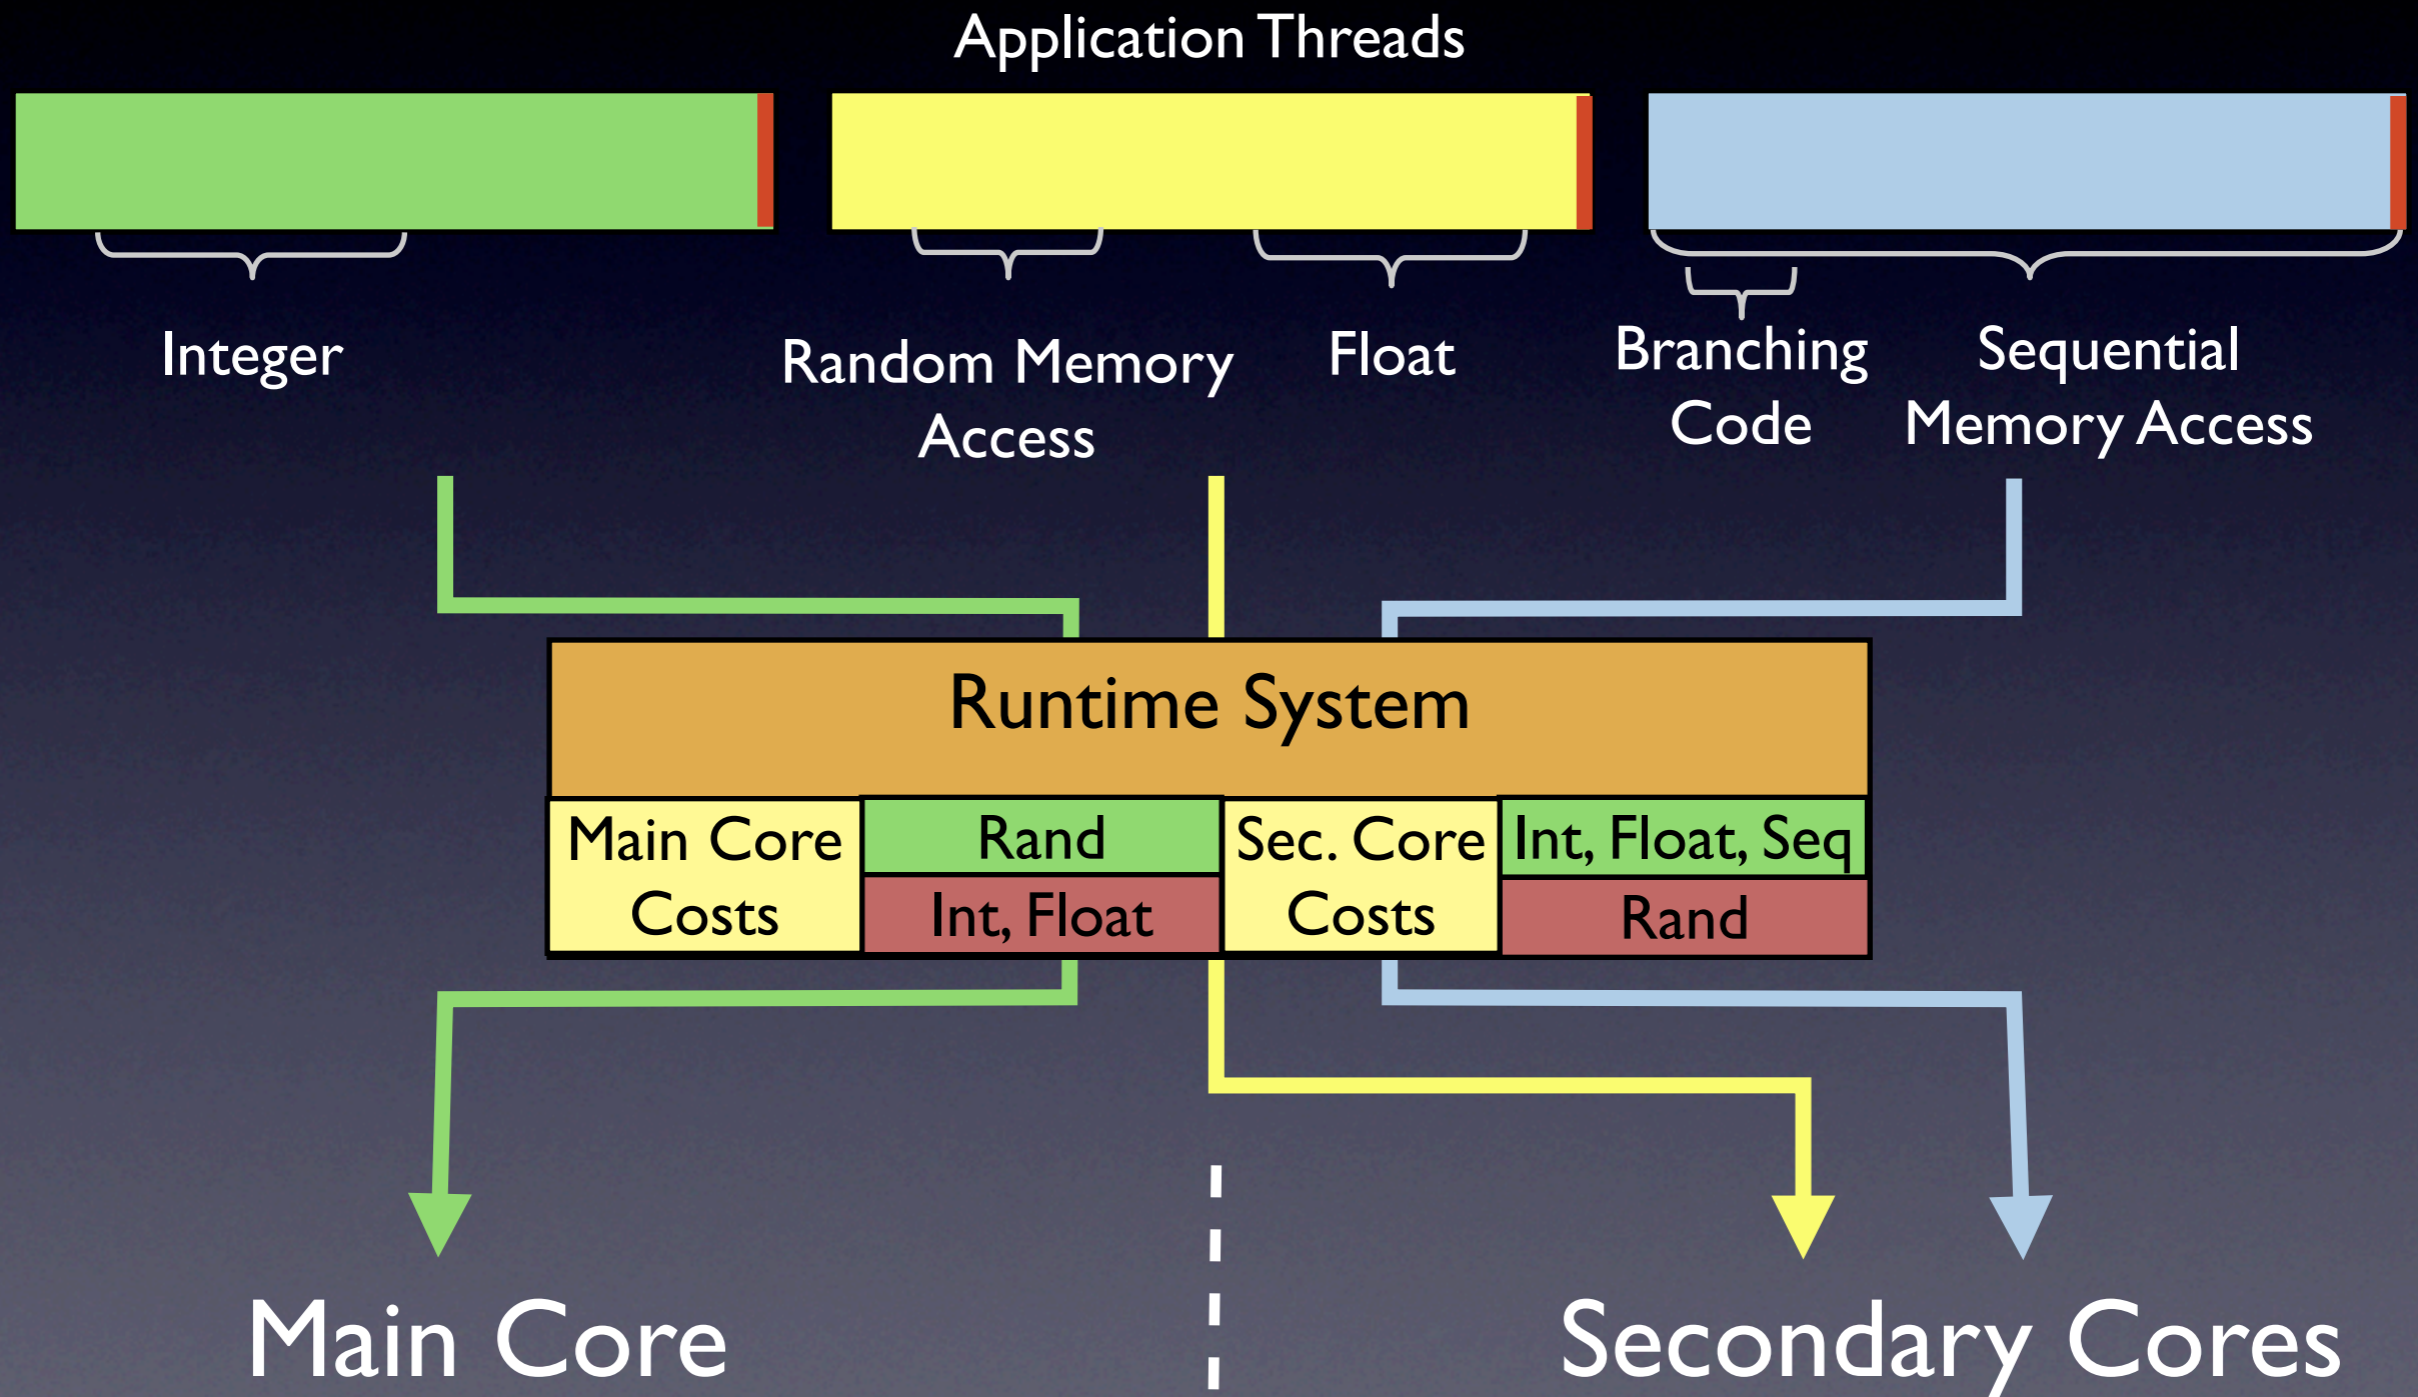 Application Threads
Integer
Random Memory
Access
Float
Branching
Code
Sequential
Memory Access
Runtime System
Main Core
Costs
Rand
Int, Float
Sec. Core
Costs
Int, Float, Seq
Rand
Main Core
Secondary Cores